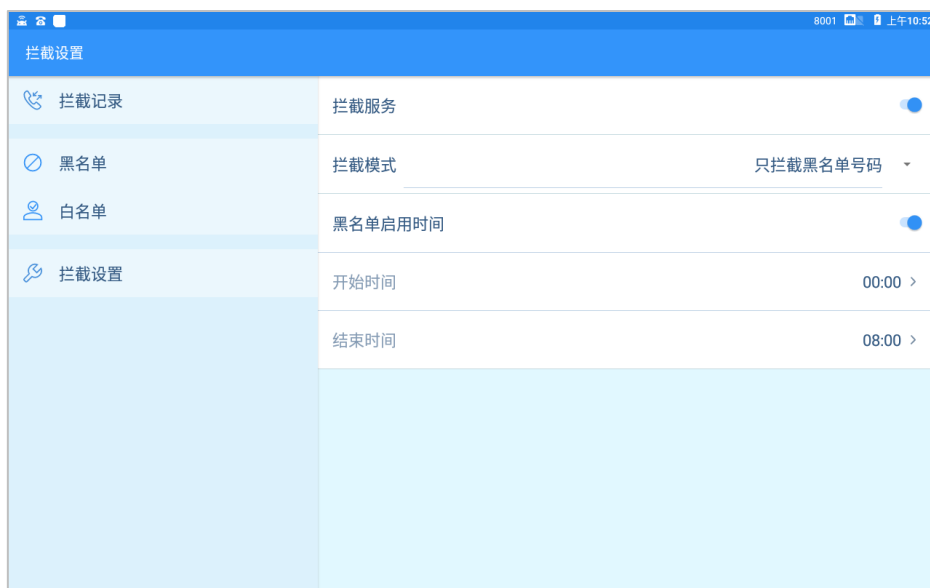 8001 上午10:52
拦截设置
拦截记录
黑名单
白名单
拦截设置
拦截服务
拦截模式 只拦截黑名单号码
黑名单启用时间
开始时间 00:00
结束时间 08:00